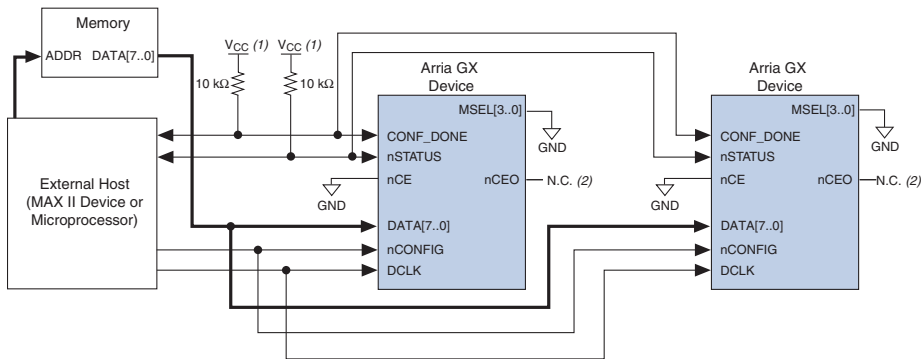 Memory
ADDR DATA[7..0]
VCC (1) VCC (1)
10 kΩ 10 kΩ
External Host
(MAX II Device or
Microprocessor)
Arria GX
Device
MSEL[3..0]
GND
CONF_DONE
nSTATUS
nCE nCEO N.C. (2)
GND
DATA[7..0]
nCONFIG
DCLK
Arria GX
Device
MSEL[3..0]
GND
CONF_DONE
nSTATUS
nCE nCEO N.C. (2)
GND
DATA[7..0]
nCONFIG
DCLK